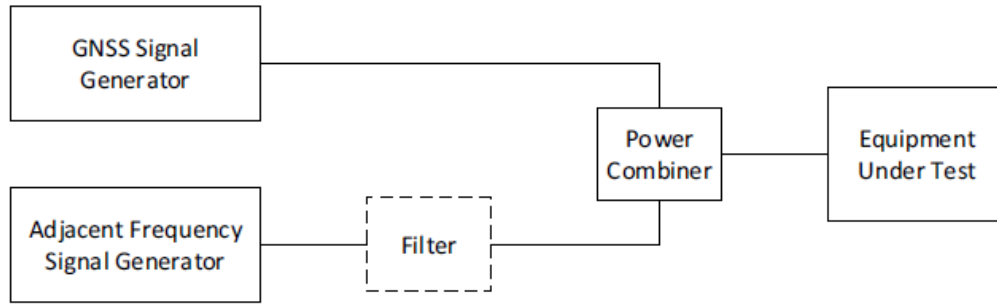 GNSS Signal
Generator
Power
Combiner
Equipment
Under Test
Adjacent Frequency
Signal Generator
Filter